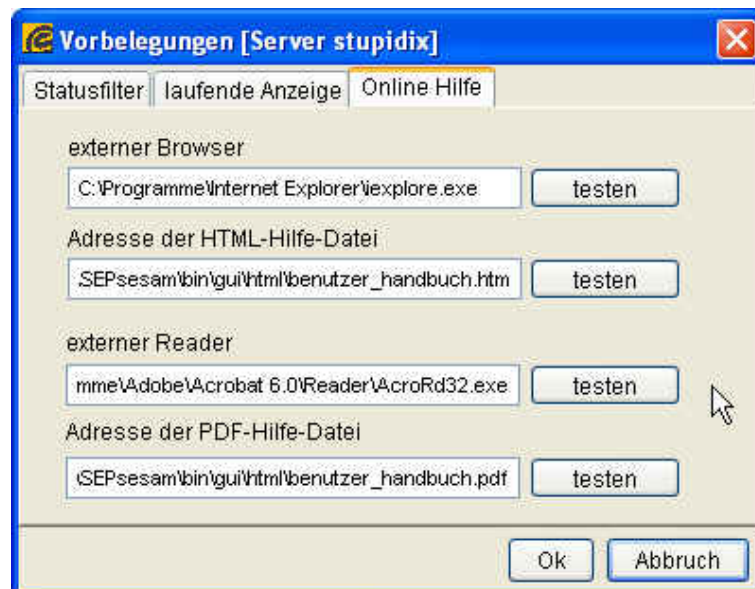 Vorbelegungen [Server stupidix]
Statusfilter laufende Anzeige Online Hilfe
externer Browser
C:\Programme\Internet Explorer\iexplore.exe testen
Adresse der HTML-Hilfe-Datei
.SEPsesam\bin\gui\html\benutzer_handbuch.htm testen
externer Reader
mme\Adobe\Acrobat 6.0\Reader\AcroRd32.exe testen
Adresse der PDF-Hilfe-Datei
\SEPsesam\bin\gui\html\benutzer_handbuch.pdf testen
Ok Abbruch